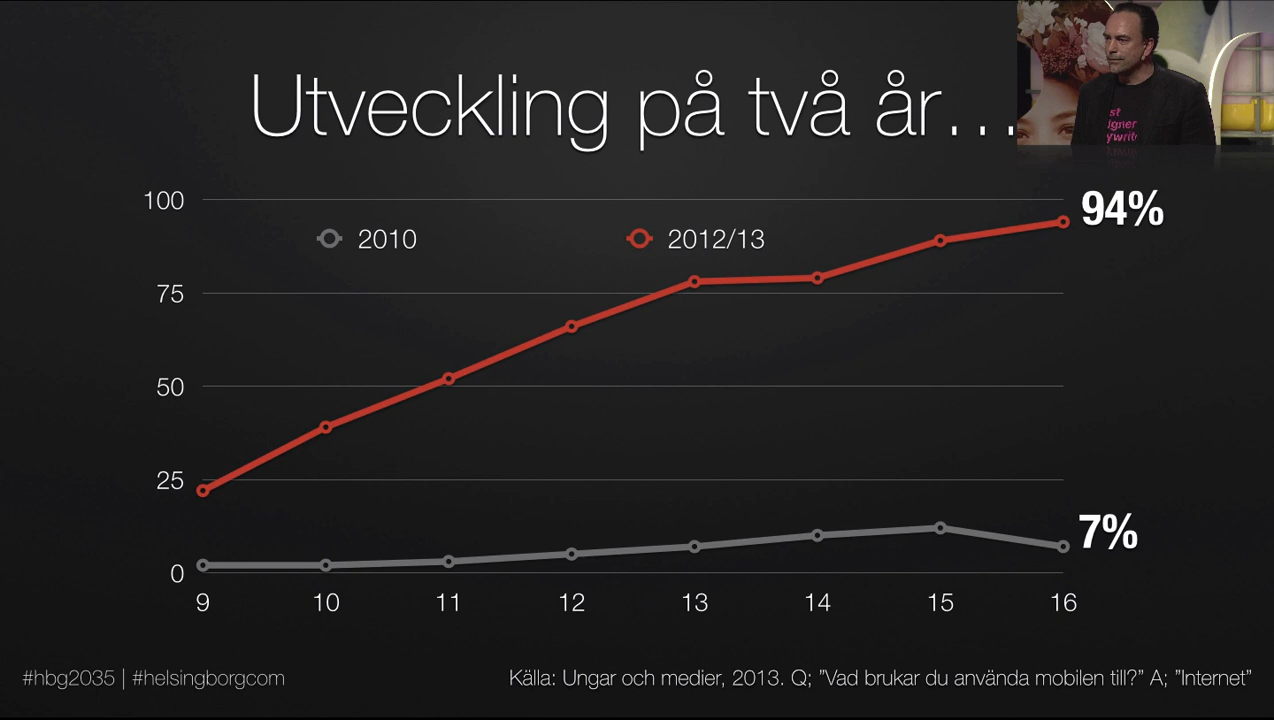 Utveckling på två år...
100
2010
2012/13
94%
75
50
25
7%
0
9 10 11 12 13 14 15 16
#hbg2035 | #helsingborgcom
Källa: Ungar och medier, 2013. Q; ”Vad brukar du använda mobilen till?” A; ”Internet”